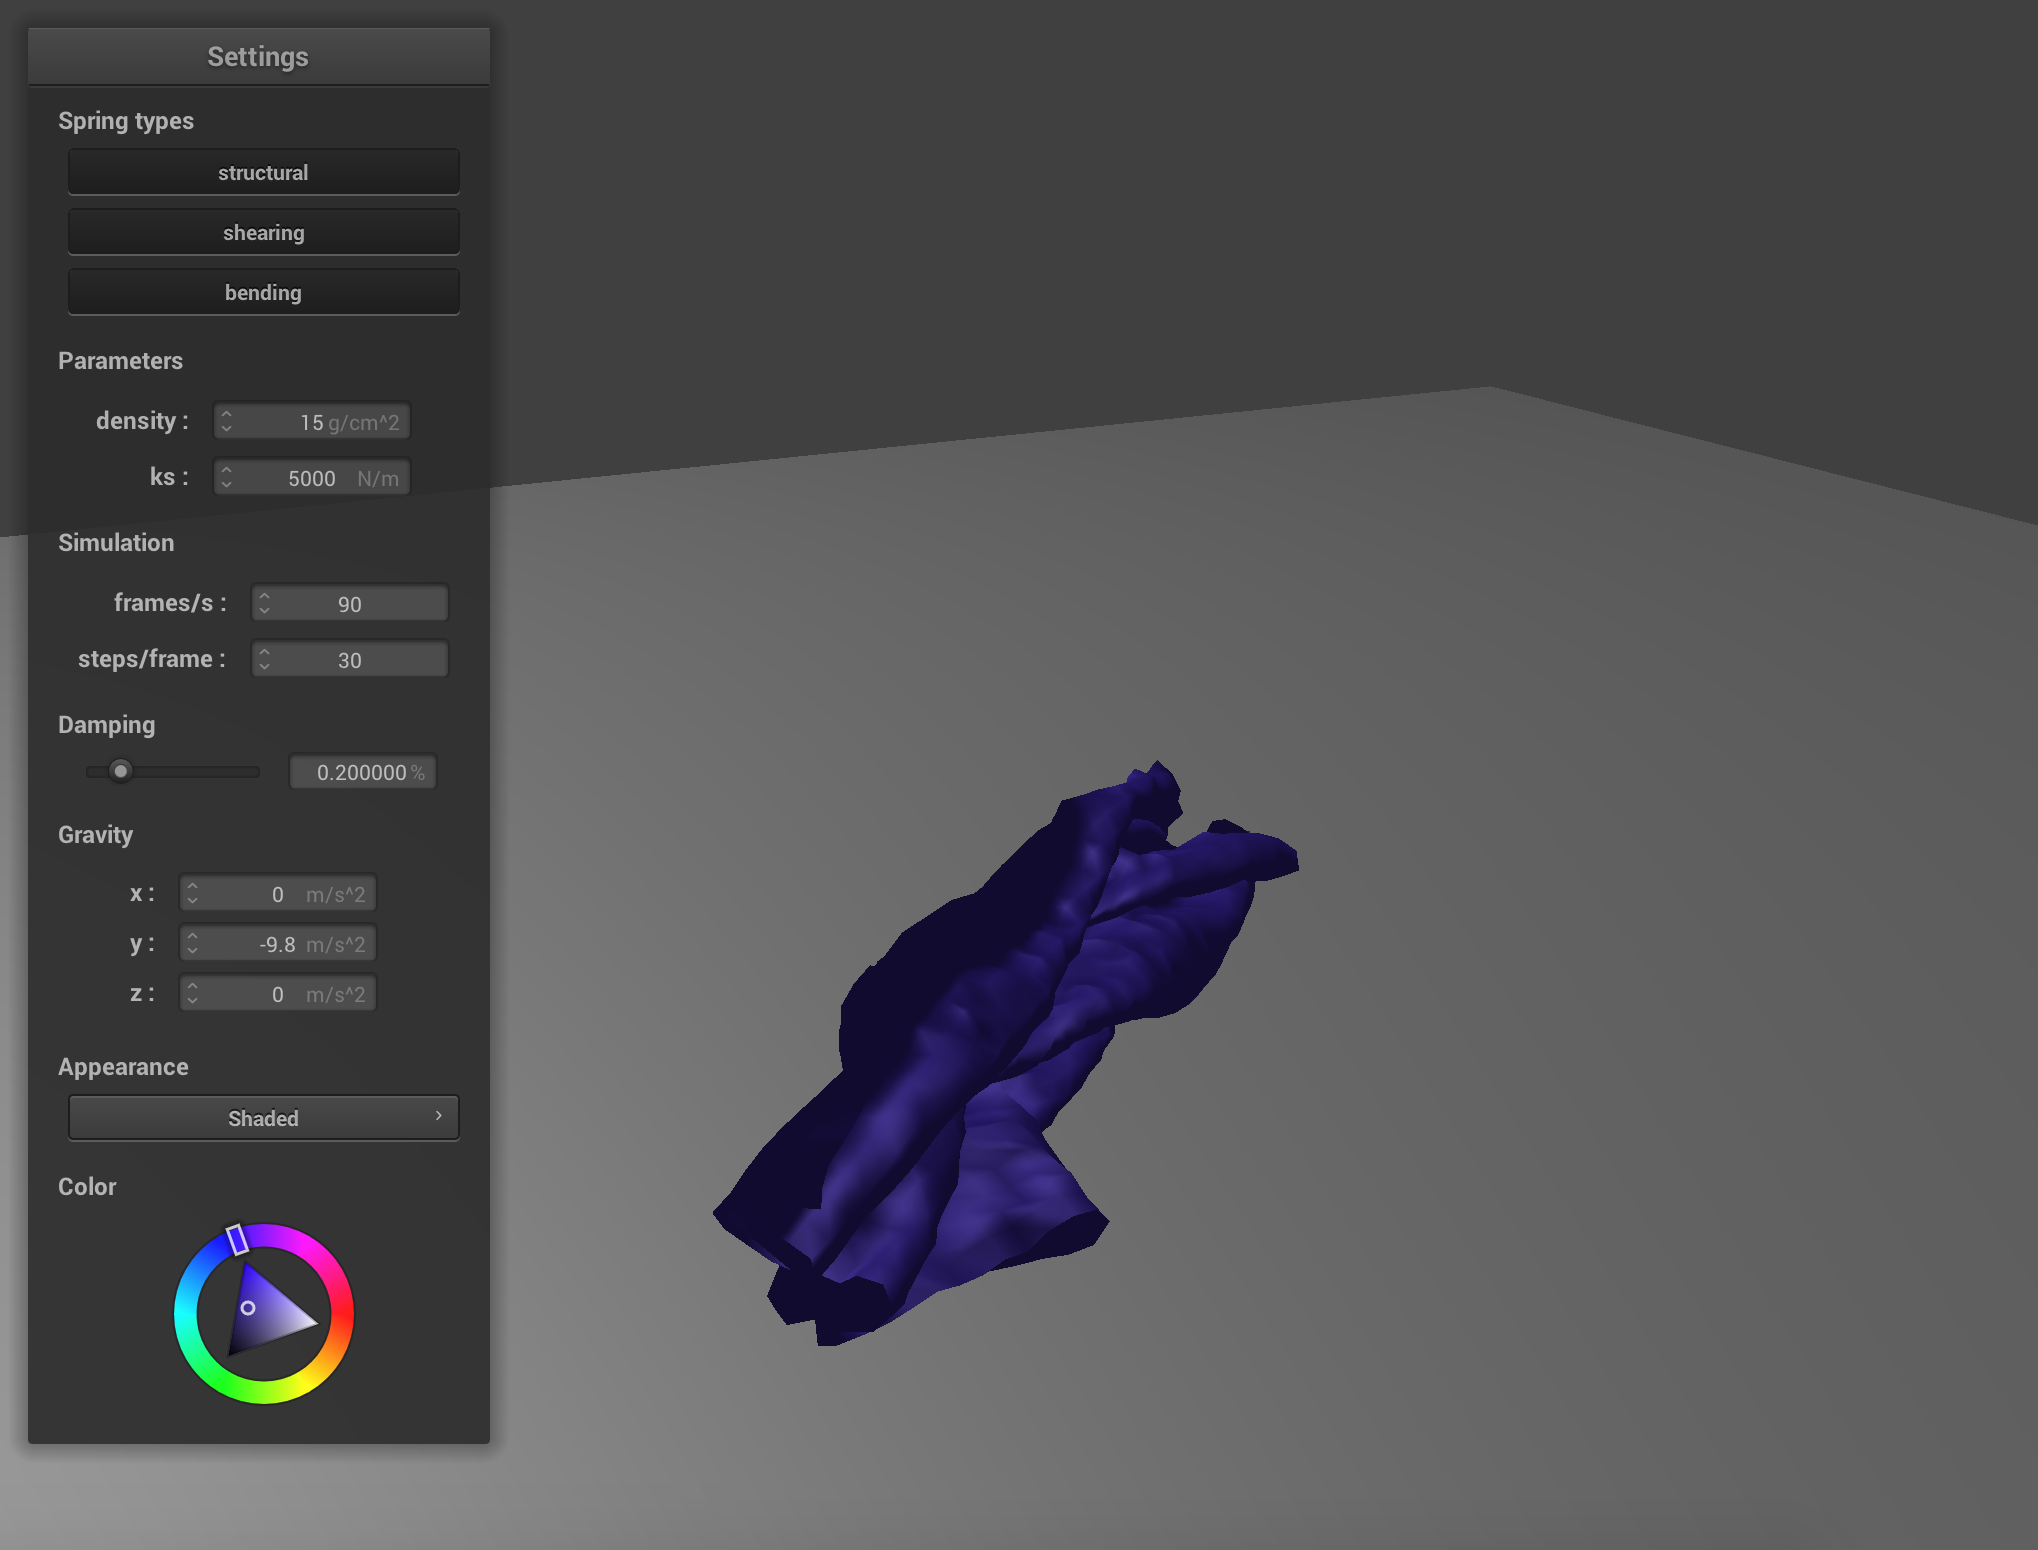 Settings
Spring types
structural
shearing
bending
Parameters
density : 15 g/cm^2
ks : 5000 N/m
Simulation
frames/s : 90
steps/frame : 30
Damping
0.200000 %
Gravity
x : 0 m/s^2
y : -9.8 m/s^2
z : 0 m/s^2
Appearance
Shaded
Color